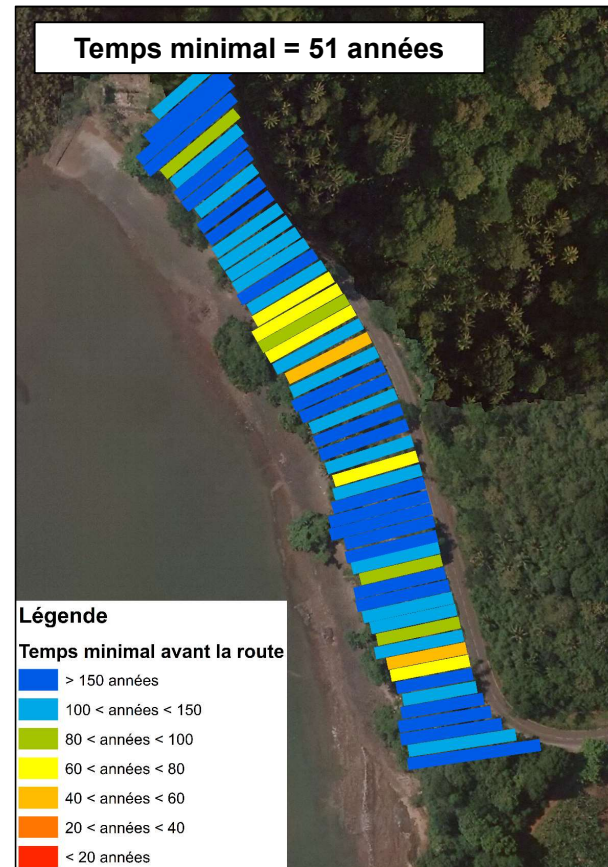 Temps minimal = 51 années
Légende
Temps minimal avant la route
> 150 années
100 < années < 150
80 < années < 100
60 < années < 80
40 < années < 60
20 < années < 40
< 20 années